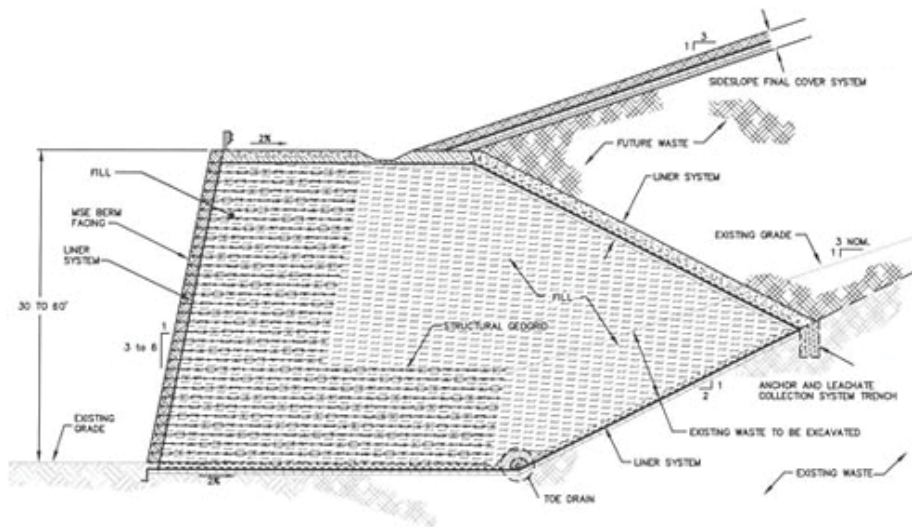 3
1
SIDESLOPE FINAL COVER SYSTEM
2%
FUTURE WASTE
FILL
LINER SYSTEM
MSE BERM
FACING
EXISTING GRADE
3 NOM.
1
LINER
SYSTEM
30 TO 60'
FILL
1
3 to 6
STRUCTURAL GEOGRID
1
2
ANCHOR AND LEACHATE
COLLECTION SYSTEM TRENCH
EXISTING
GRADE
EXISTING WASTE TO BE EXCAVATED
LINER SYSTEM
EXISTING WASTE
2%
TOE DRAIN